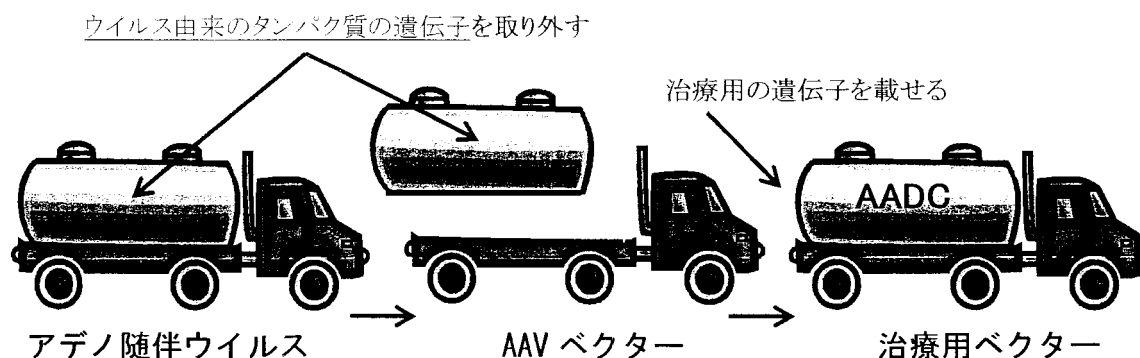 ウイルス由来のタンパク質の遺伝子を取り外す
治療用の遺伝子を載せる
AADC
アデノ随伴ウイルス
AAV ベクター
治療用ベクター